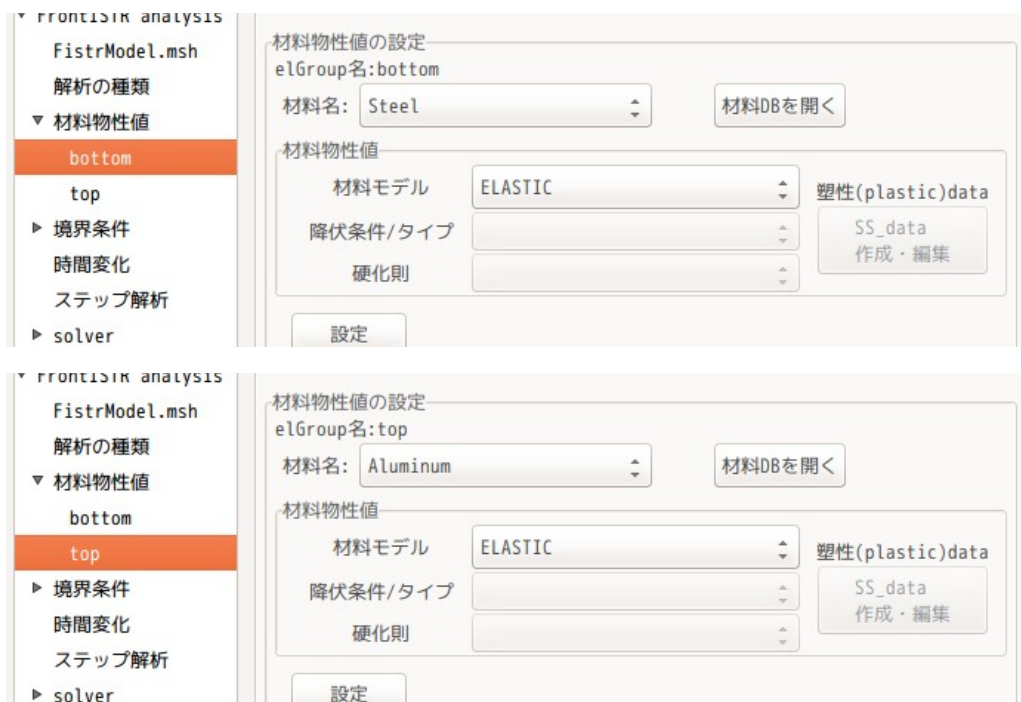 FrontISTR analysis
FistrModel.msh
解析の種類
材料物性値
bottom
top
境界条件
時間変化
ステップ解析
solver
材料物性値の設定
elGroup名:bottom
材料名: Steel 材料DBを開く
材料物性値
材料モデル ELASTIC 塑性(plastic)data
降伏条件/タイプ SS_data
作成・編集
硬化則
設定
FrontISTR analysis
FistrModel.msh
解析の種類
材料物性値
bottom
top
境界条件
時間変化
ステップ解析
solver
材料物性値の設定
elGroup名:top
材料名: Aluminum 材料DBを開く
材料物性値
材料モデル ELASTIC 塑性(plastic)data
降伏条件/タイプ SS_data
作成・編集
硬化則
設定